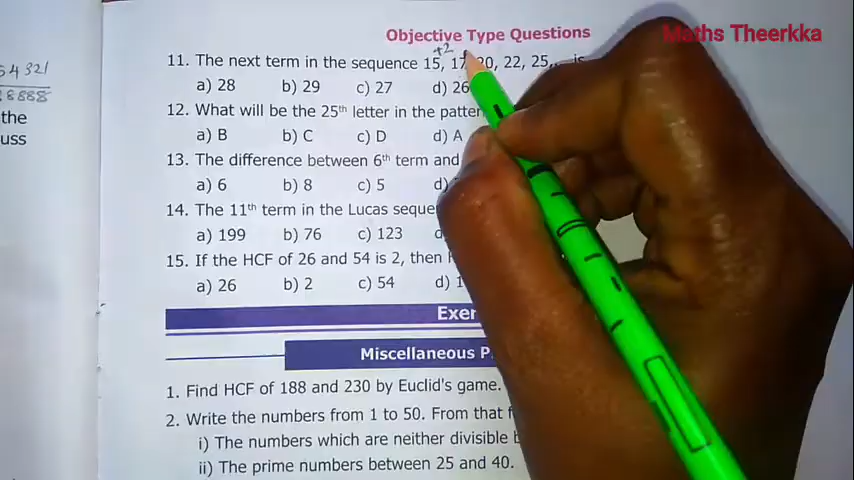 Maths Theerkka
Objective Type Questions
+2
54321
the
uss
11. The next term in the sequence 15, 17, 20, 22, 25,.. is
a) 28 b) 29 c) 27 d) 26
12. What will be the 25th letter in the
a) B b) C c) D d) A
13. The difference between 6th term and
a) 6 b) 8 c) 5 d)
14. The 11th term in the Lucas
a) 199 b) 76 c) 123
15. If the HCF of 26 and 54 is 2, then
a) 26 b) 2 c) 54 d)
Exer
Miscellaneous P
1. Find HCF of 188 and 230 by Euclid's game.
2. Write the numbers from 1 to 50. From that
i) The numbers which are neither divisible
ii) The prime numbers between 25 and 40.